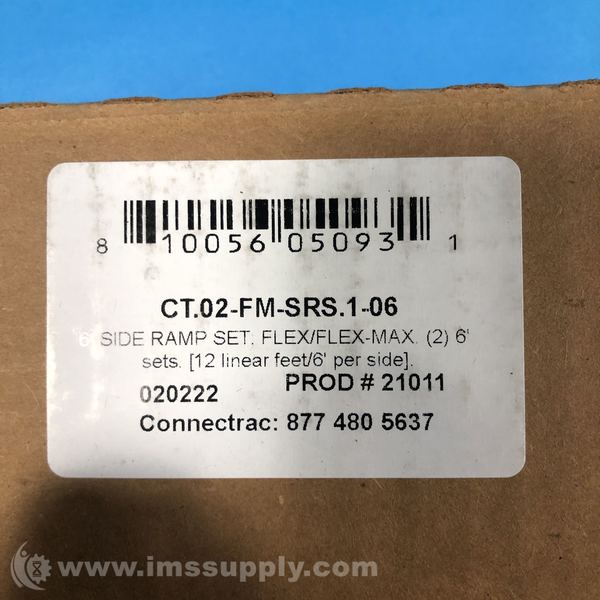 8 10056 05093 1
CT.02-FM-SRS.1-06
6' SIDE RAMP SET, FLEX/FLEX-MAX. (2) 6'
sets. [12 linear feet/6' per side].
020222 PROD # 21011
Connectrac: 877 480 5637
www.imssupply.com